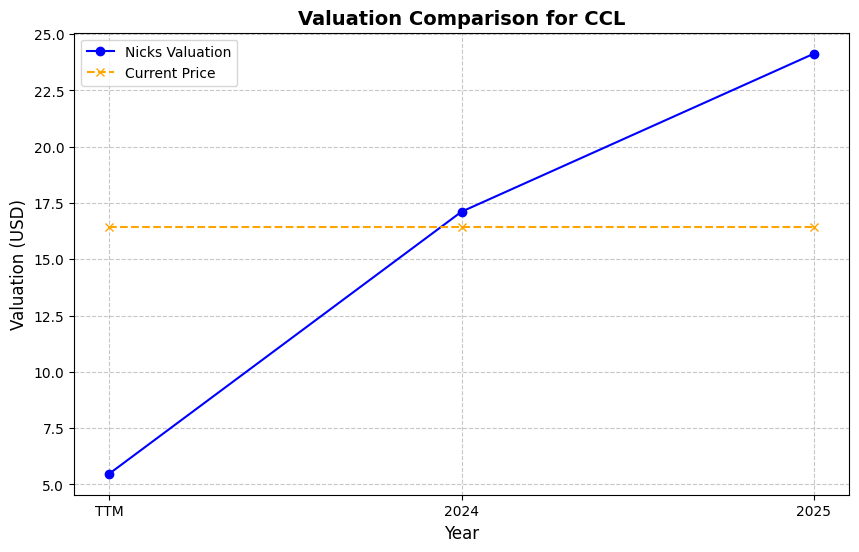 Valuation Comparison for CCL
Nicks Valuation
Current Price
Valuation (USD)
25.0
22.5
20.0
17.5
15.0
12.5
10.0
7.5
5.0
TTM 2024 2025
Year